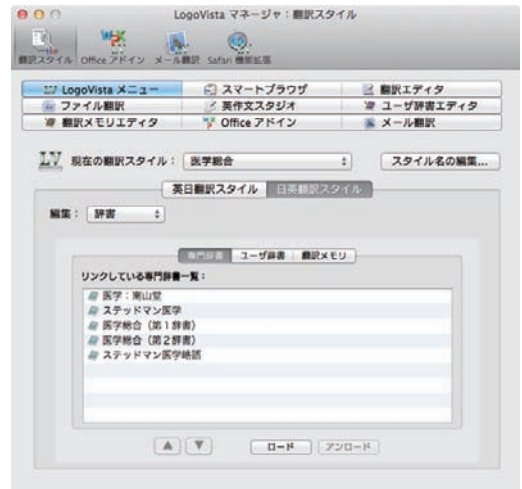 LogoVista マネージャ：翻訳スタイル
翻訳スタイル Office アドイン メール翻訳 Safari 機能拡張
LogoVista メニュー スマートブラウザ 翻訳エディタ
ファイル翻訳 英作文スタジオ ユーザ辞書エディタ
翻訳メモリエディタ Office アドイン メール翻訳
LV 現在の翻訳スタイル： 医学総合 スタイル名の編集...
英日翻訳スタイル 日英翻訳スタイル
編集： 辞書
専門辞書 ユーザ辞書 翻訳メモリ
リンクしている専門辞書一覧：
医学：南山堂
ステッドマン医学
医学総合（第1辞書）
医学総合（第2辞書）
ステッドマン医学略語
ロード アンロード